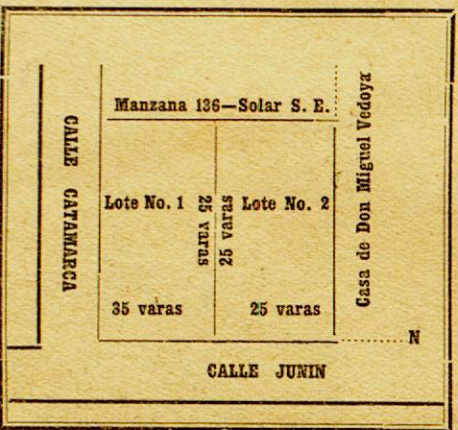 Manzana 136—Solar S. E.
CALLE CATAMARCA
Lote No. 1
25 varas
25 varas
Lote No. 2
Casa de Don Miguel Vedoya
35 varas
25 varas
N
CALLE JUNIN